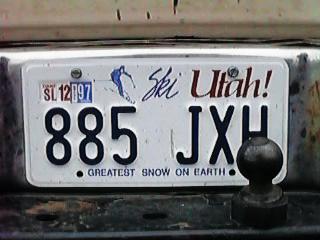 SL 12 97
Ski Utah!
885 JXH
GREATEST SNOW ON EARTH